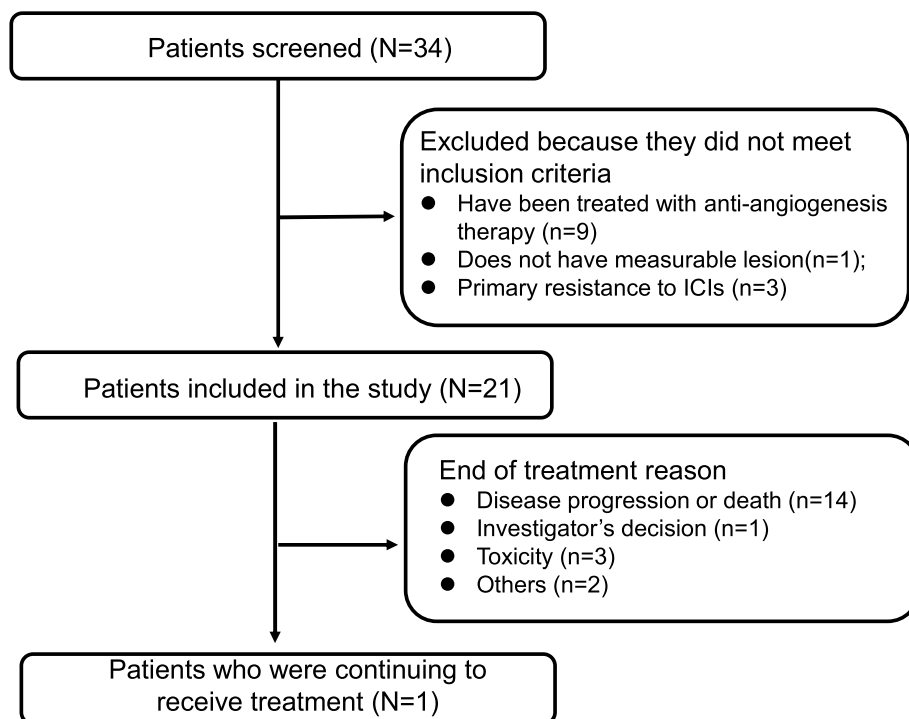 Patients screened (N=34)
Excluded because they did not meet
inclusion criteria
● Have been treated with anti-angiogenesis
therapy (n=9)
● Does not have measurable lesion(n=1);
● Primary resistance to ICIs (n=3)
Patients included in the study (N=21)
End of treatment reason
● Disease progression or death (n=14)
● Investigator’s decision (n=1)
● Toxicity (n=3)
● Others (n=2)
Patients who were continuing to
receive treatment (N=1)